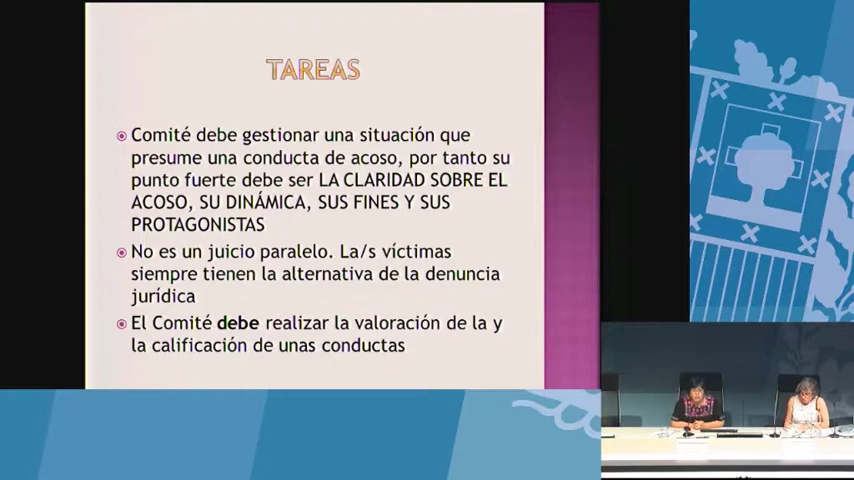 TAREAS
Comité debe gestionar una situación que
presume una conducta de acoso, por tanto su
punto fuerte debe ser LA CLARIDAD SOBRE EL
ACOSO, SU DINÁMICA, SUS FINES Y SUS
PROTAGONISTAS
No es un juicio paralelo. La/s víctimas
siempre tienen la alternativa de la denuncia
jurídica
El Comité debe realizar la valoración de la y
la calificación de unas conductas